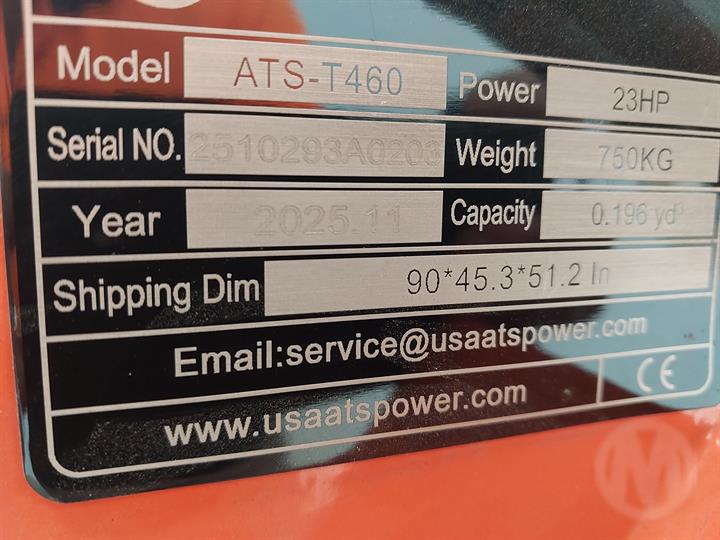 Model ATS-T460 Power 23HP
Serial NO. 2510293A0203 Weight 750KG
Year 2025.11 Capacity 0.196 yd³
Shipping Dim 90*45.3*51.2 In
Email:service@usaatspower.com
www.usaatspower.com CE
M